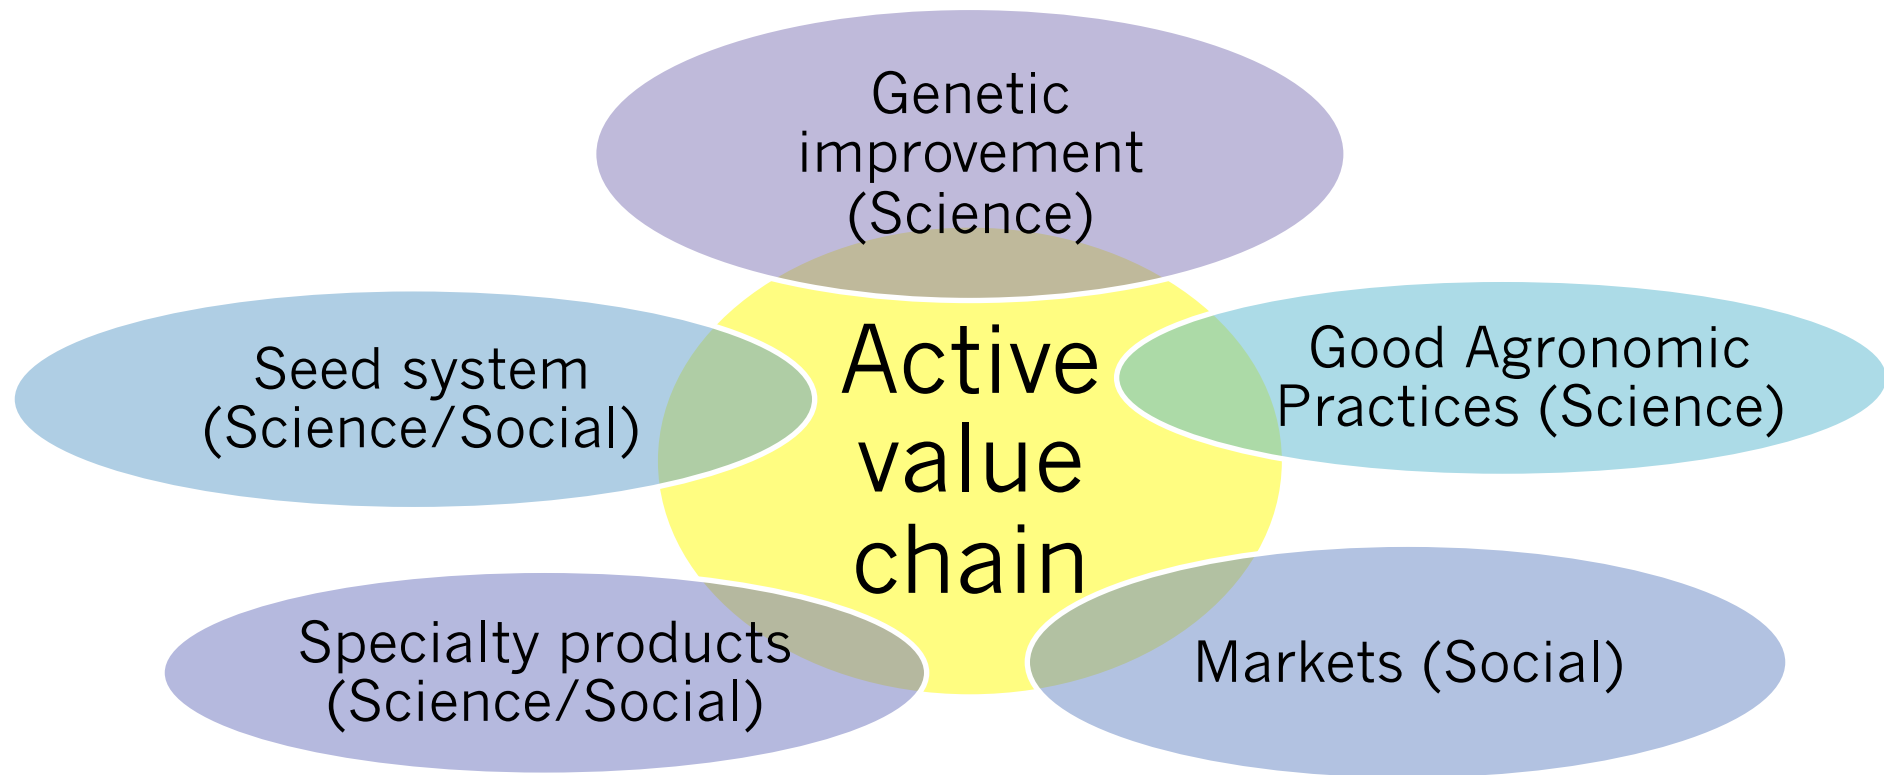 Genetic
improvement
(Science)
Seed system
(Science/Social)
Active
value
chain
Good Agronomic
Practices (Science)
Specialty products
(Science/Social)
Markets (Social)